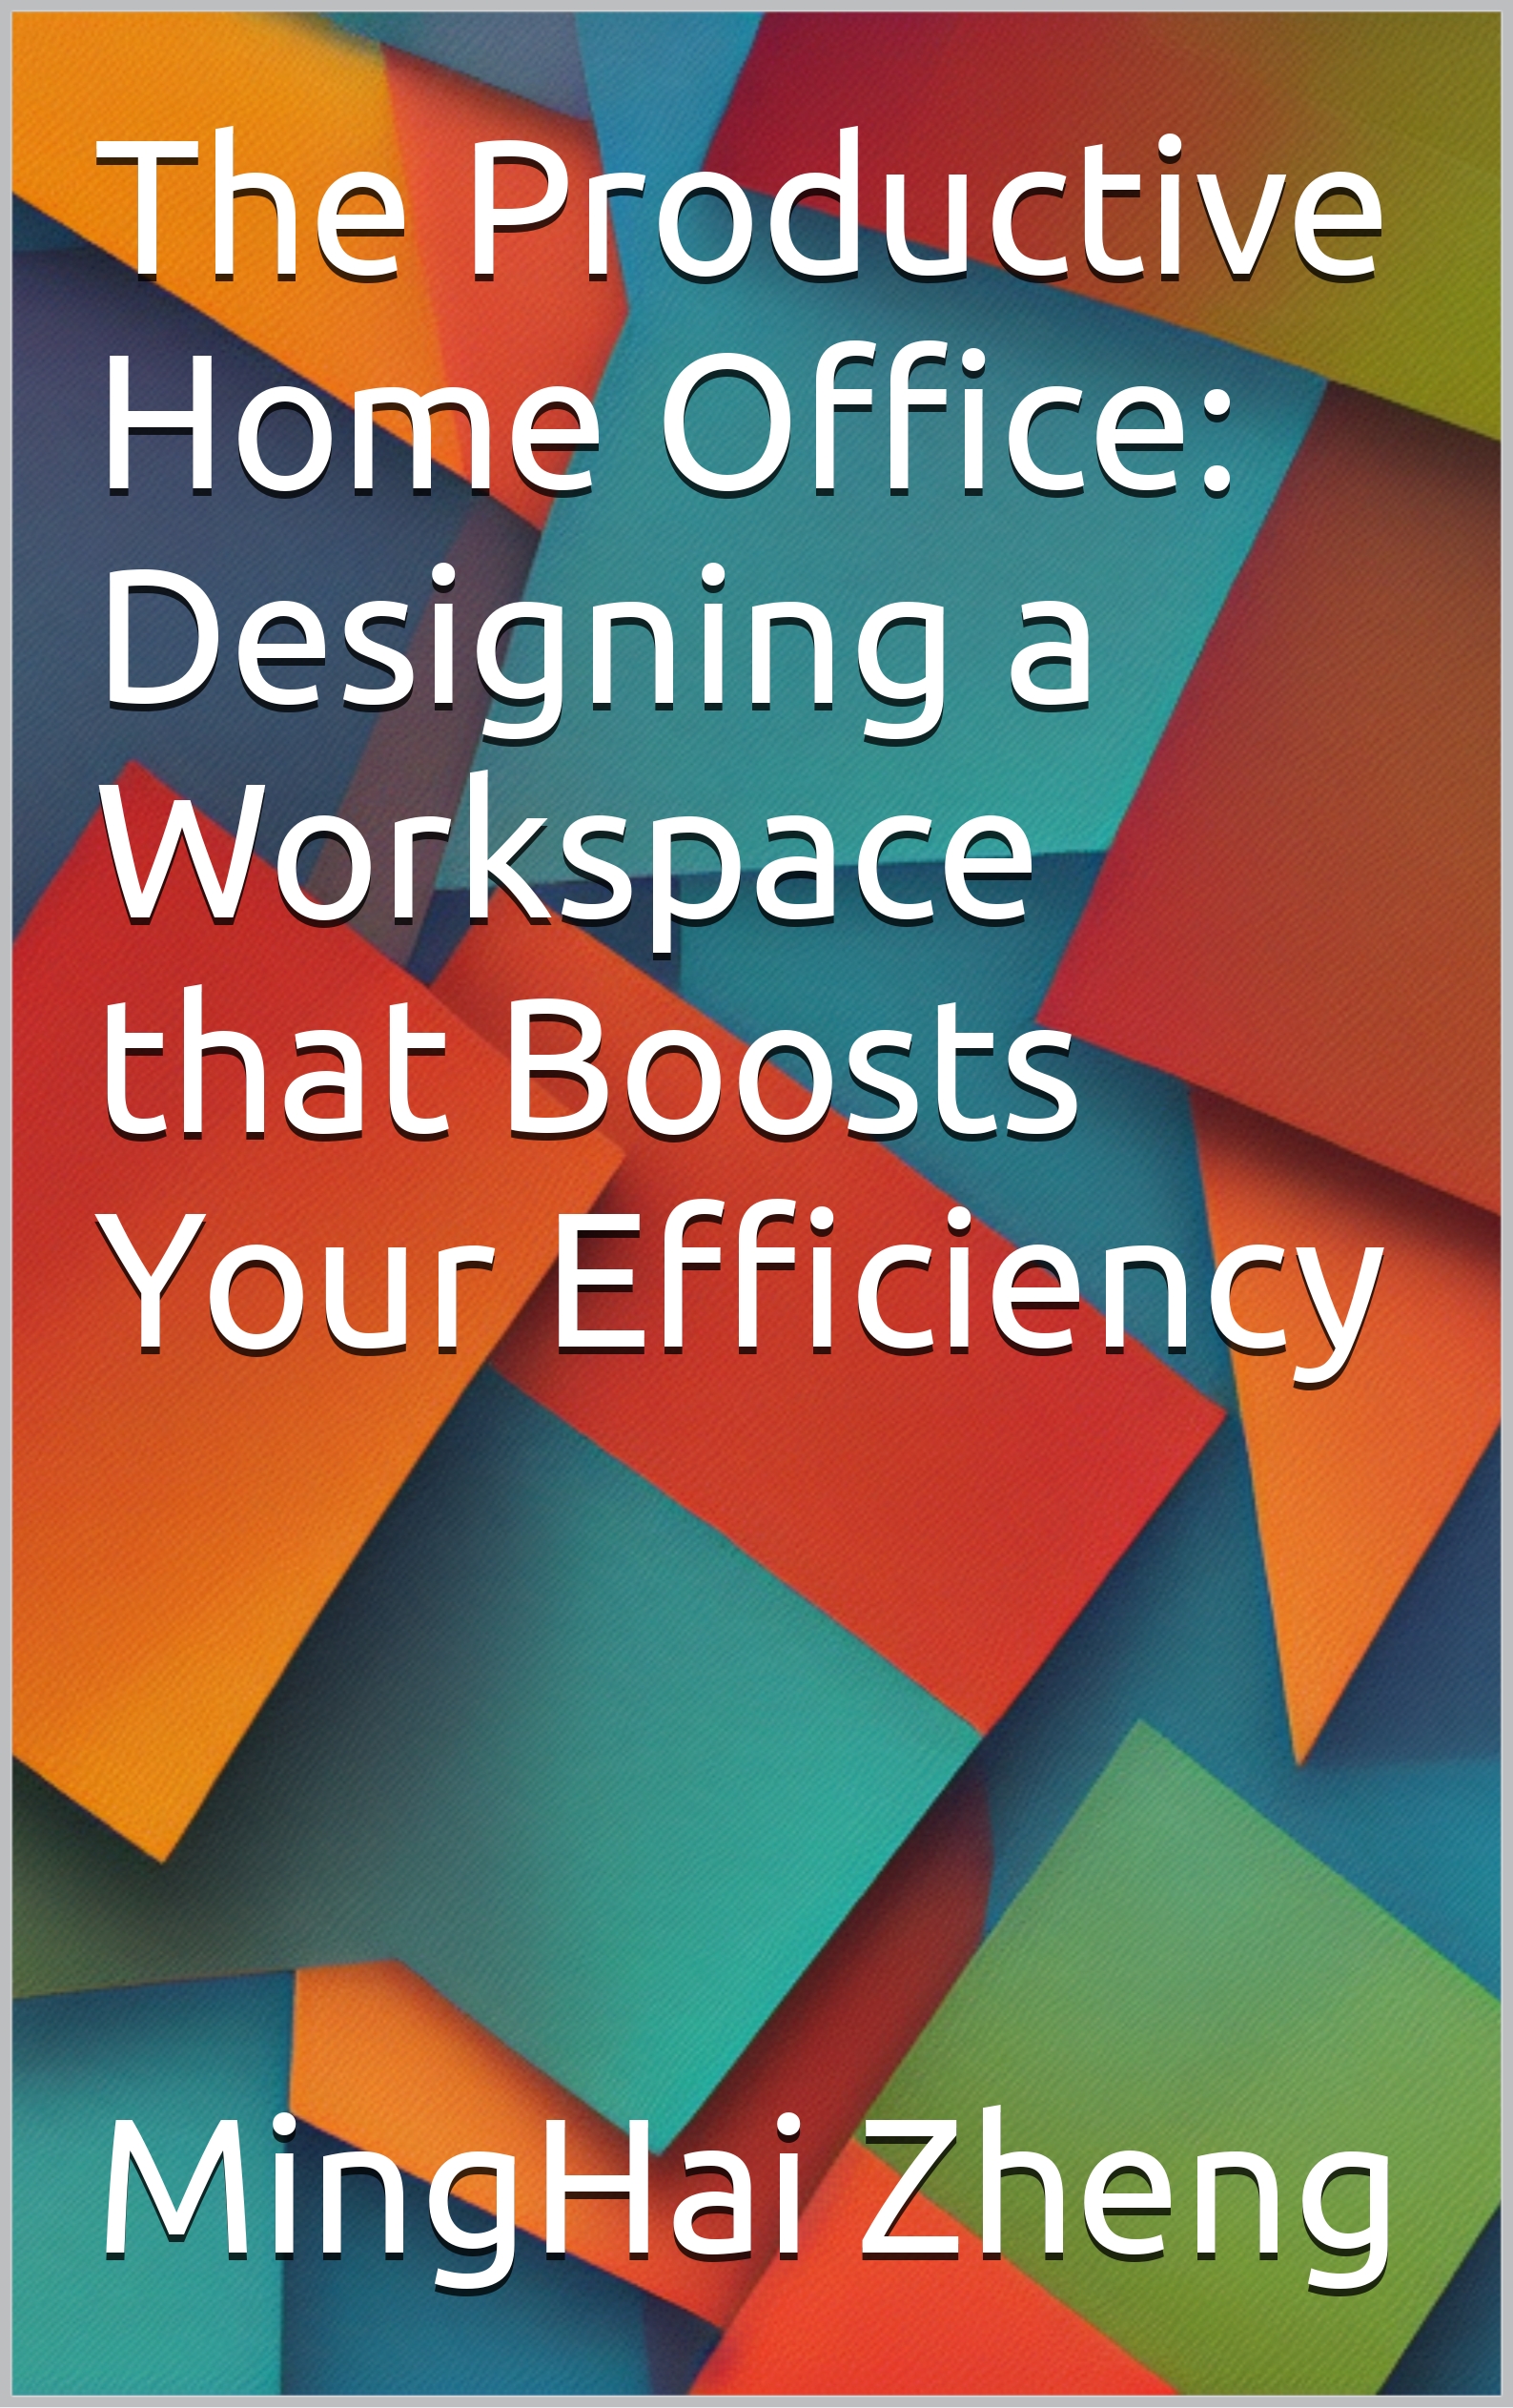 The Productive
Home Office:
Designing a
Workspace
that Boosts
Your Efficiency
MingHai Zheng